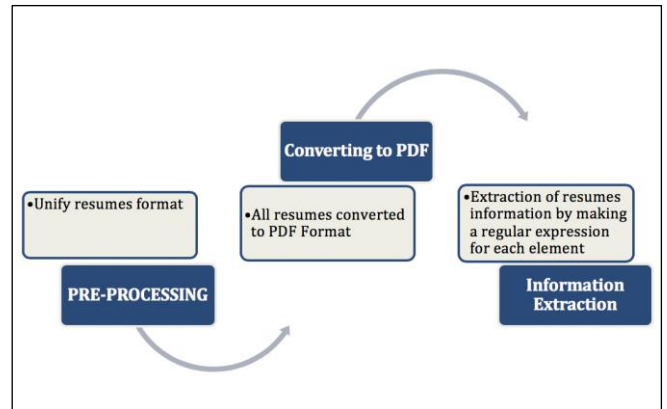 •Unify resumes format
PRE-PROCESSING
Converting to PDF
•All resumes converted
to PDF Format
•Extraction of resumes
information by making
a regular expression
for each element
Information
Extraction